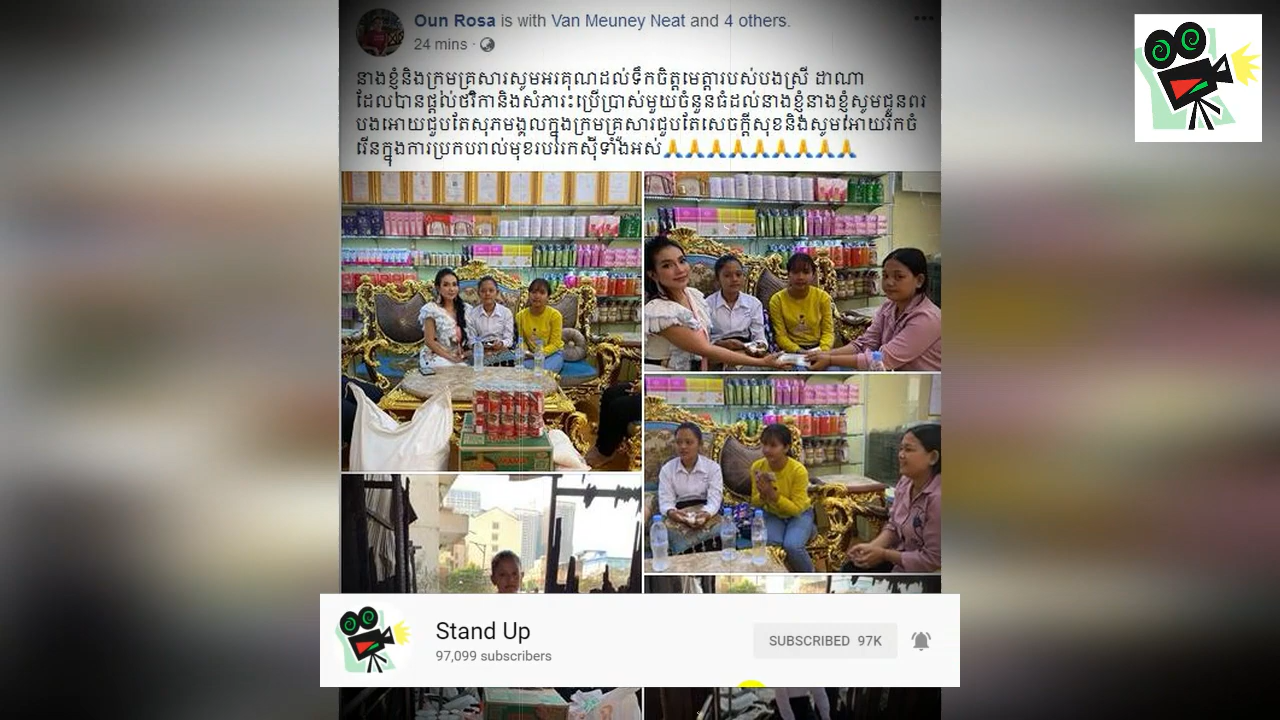 Oun Rosa is with Van Meuney Neat and 4 others.
24 mins ·
នាងខ្ញុំនិងក្រុមគ្រួសារសូមអរគុណដល់ទឹកចិត្តមេត្តារបស់បងស្រី ដាណា
ដែលបានផ្តល់ថវិកានិងសំភារះប្រើប្រាស់មួយចំនួនធំដល់នាងខ្ញុំនាងខ្ញុំសូមជូនពរ
បងអោយជួបតែសុភមង្គលក្នុងក្រុមគ្រួសារជួបតែសេចក្តីសុខនិងសូមអោយរីកចំ
រើនក្នុងការប្រកបរាល់មុខរបររកស៊ីទាំងអស់🙏🙏🙏🙏🙏🙏🙏🙏🙏
Stand Up
97,099 subscribers
SUBSCRIBED 97K